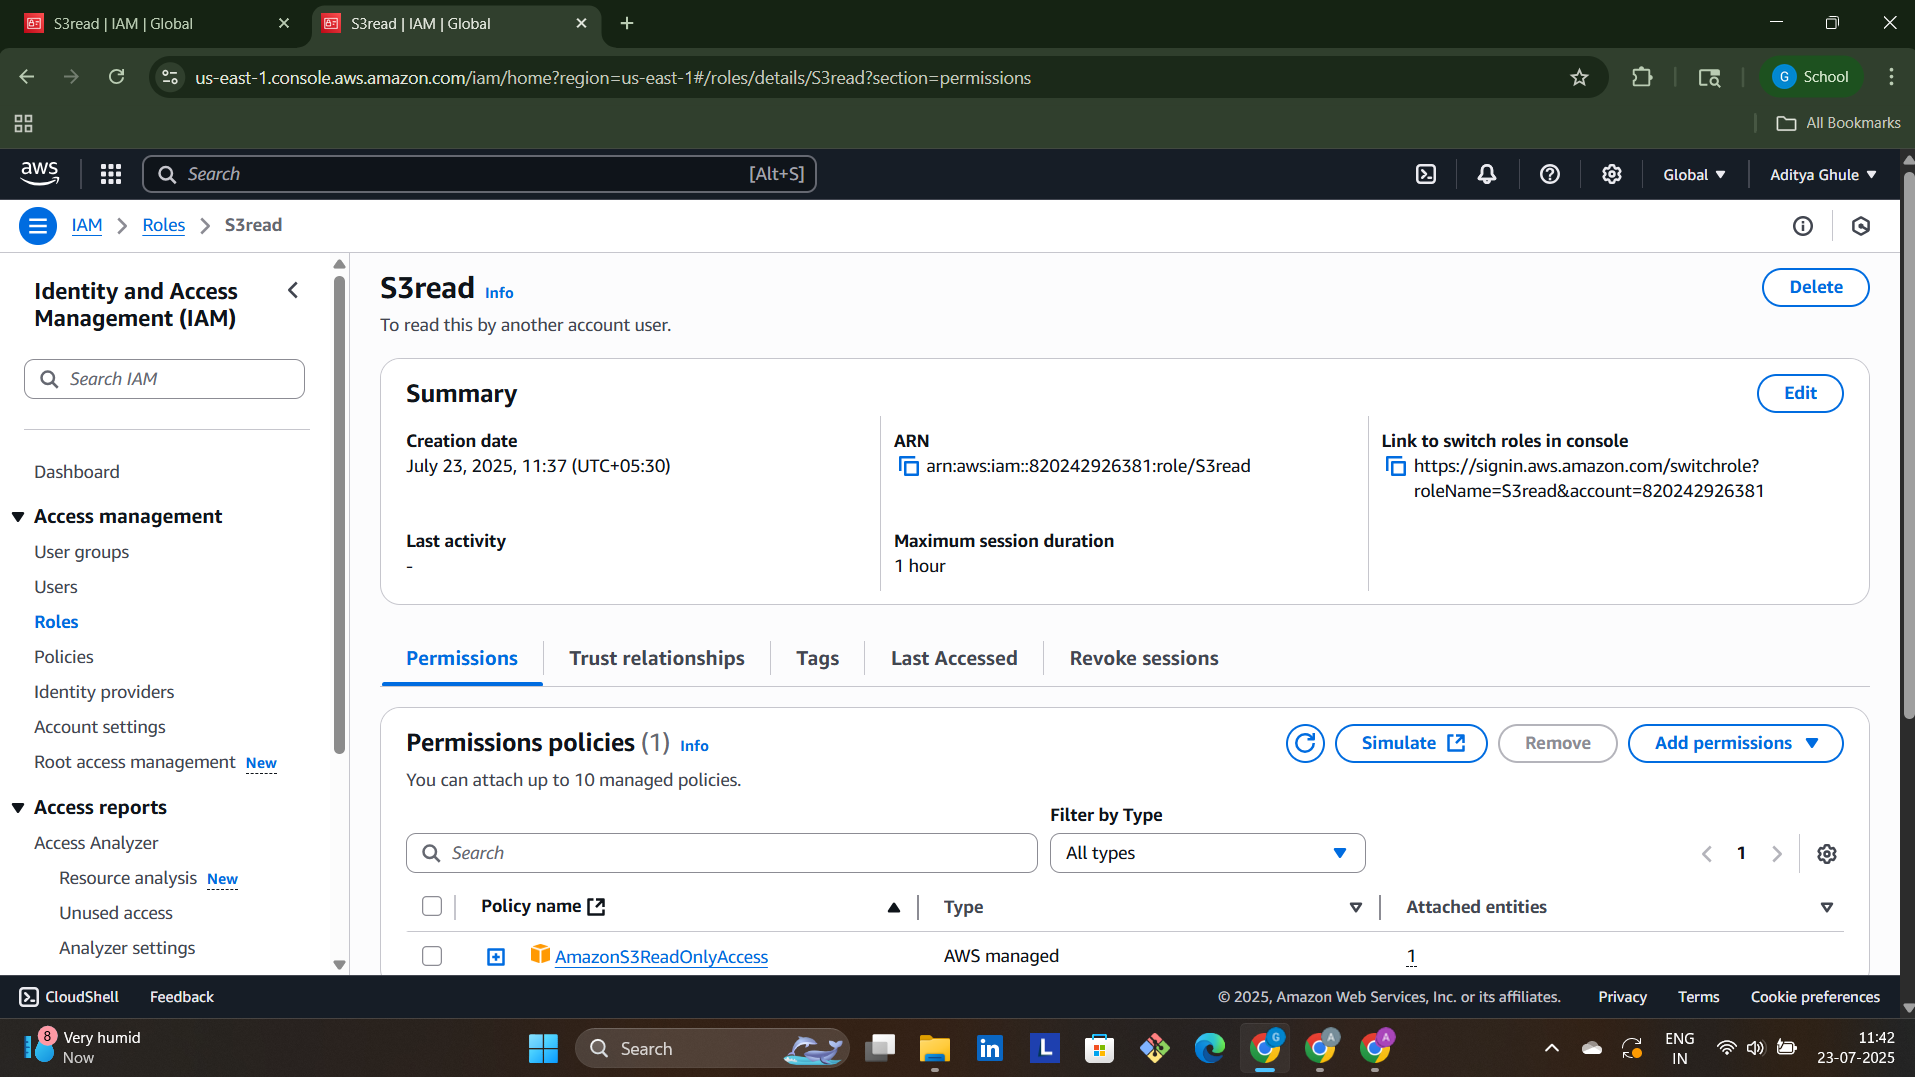 S3read | IAM | Global
S3read | IAM | Global
us-east-1.console.aws.amazon.com/iam/home?region=us-east-1#/roles/details/S3read?section=permissions
G School
All Bookmarks
aws
Search [Alt+S]
Global
Aditya Ghule
IAM
Roles
S3read
Identity and Access
Management (IAM)
Search IAM
Dashboard
Access management
User groups
Users
Roles
Policies
Identity providers
Account settings
Root access management New
Access reports
Access Analyzer
Resource analysis New
Unused access
Analyzer settings
S3read Info
Delete
To read this by another account user.
Summary
Edit
Creation date
July 23, 2025, 11:37 (UTC+05:30)
ARN
arn:aws:iam::820242926381:role/S3read
Link to switch roles in console
https://signin.aws.amazon.com/switchrole?
roleName=S3read&account=820242926381
Last activity
-
Maximum session duration
1 hour
Permissions
Trust relationships
Tags
Last Accessed
Revoke sessions
Permissions policies (1) Info
Simulate
Remove
Add permissions
You can attach up to 10 managed policies.
Filter by Type
Search
All types
1
Policy name
Type
Attached entities
AmazonS3ReadOnlyAccess
AWS managed
1
CloudShell
Feedback
© 2025, Amazon Web Services, Inc. or its affiliates.
Privacy
Terms
Cookie preferences
8
Very humid
Now
Search
in
L
G
A
A
ENG
IN
11:42
23-07-2025